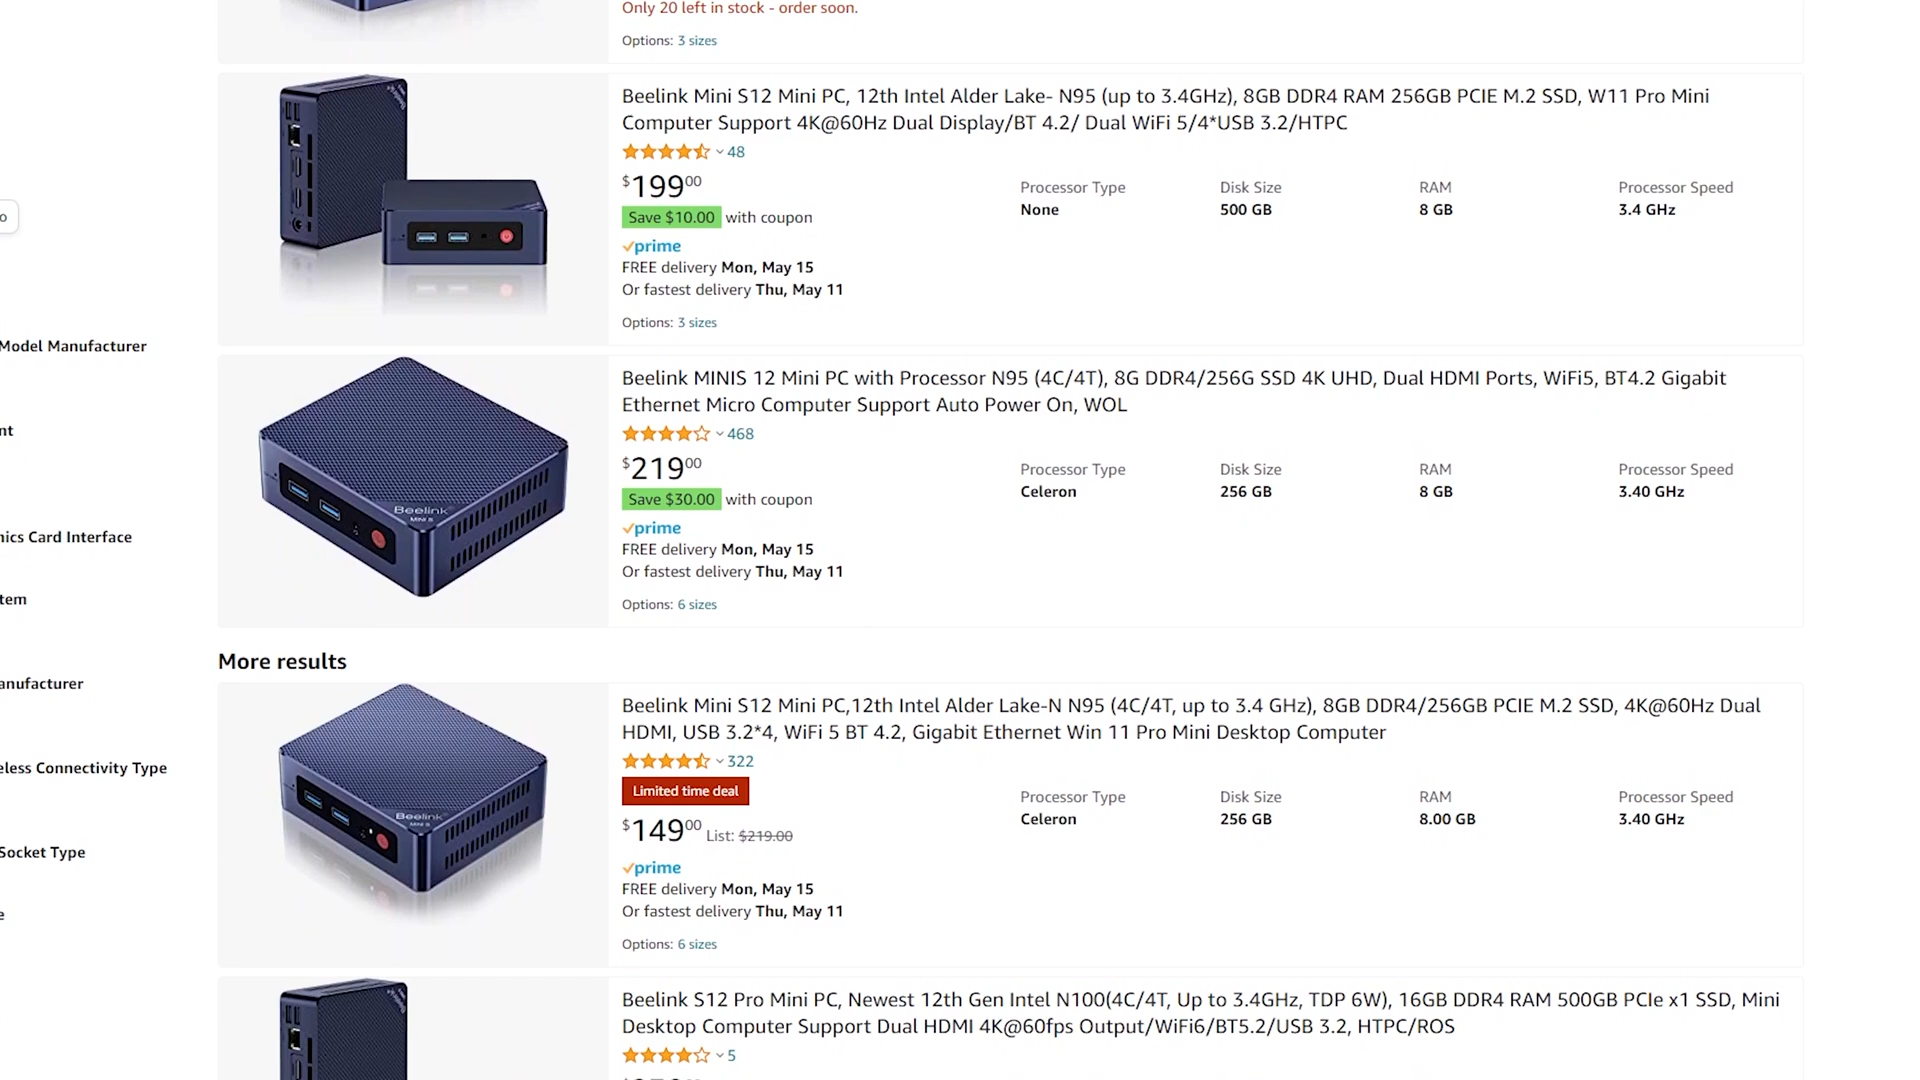 Only 20 left in stock - order soon.
Options: 3 sizes
Beelink Mini S12 Mini PC, 12th Intel Alder Lake- N95 (up to 3.4GHz), 8GB DDR4 RAM 256GB PCIE M.2 SSD, W11 Pro Mini
Computer Support 4K@60Hz Dual Display/BT 4.2/ Dual WiFi 5/4*USB 3.2/HTPC
48
$19900
Processor Type Disk Size RAM Processor Speed
None 500 GB 8 GB 3.4 GHz
Save $10.00 with coupon
prime
FREE delivery Mon, May 15
Or fastest delivery Thu, May 11
Options: 3 sizes
Model Manufacturer
Beelink MINIS 12 Mini PC with Processor N95 (4C/4T), 8G DDR4/256G SSD 4K UHD, Dual HDMI Ports, WiFi5, BT4.2 Gigabit
Ethernet Micro Computer Support Auto Power On, WOL
468
$21900
Processor Type Disk Size RAM Processor Speed
Celeron 256 GB 8 GB 3.40 GHz
Save $30.00 with coupon
prime
FREE delivery Mon, May 15
Or fastest delivery Thu, May 11
Options: 6 sizes
Beelink
MINI S
nics Card Interface
tem
More results
anufacturer
Beelink Mini S12 Mini PC,12th Intel Alder Lake-N N95 (4C/4T, up to 3.4 GHz), 8GB DDR4/256GB PCIE M.2 SSD, 4K@60Hz Dual
HDMI, USB 3.2*4, WiFi 5 BT 4.2, Gigabit Ethernet Win 11 Pro Mini Desktop Computer
322
Limited time deal
$14900 List: $219.00
Processor Type Disk Size RAM Processor Speed
Celeron 256 GB 8.00 GB 3.40 GHz
prime
FREE delivery Mon, May 15
Or fastest delivery Thu, May 11
Options: 6 sizes
Beelink
MINI S
eless Connectivity Type
Socket Type
Beelink S12 Pro Mini PC, Newest 12th Gen Intel N100(4C/4T, Up to 3.4GHz, TDP 6W), 16GB DDR4 RAM 500GB PCIe x1 SSD, Mini
Desktop Computer Support Dual HDMI 4K@60fps Output/WiFi6/BT5.2/USB 3.2, HTPC/ROS
5